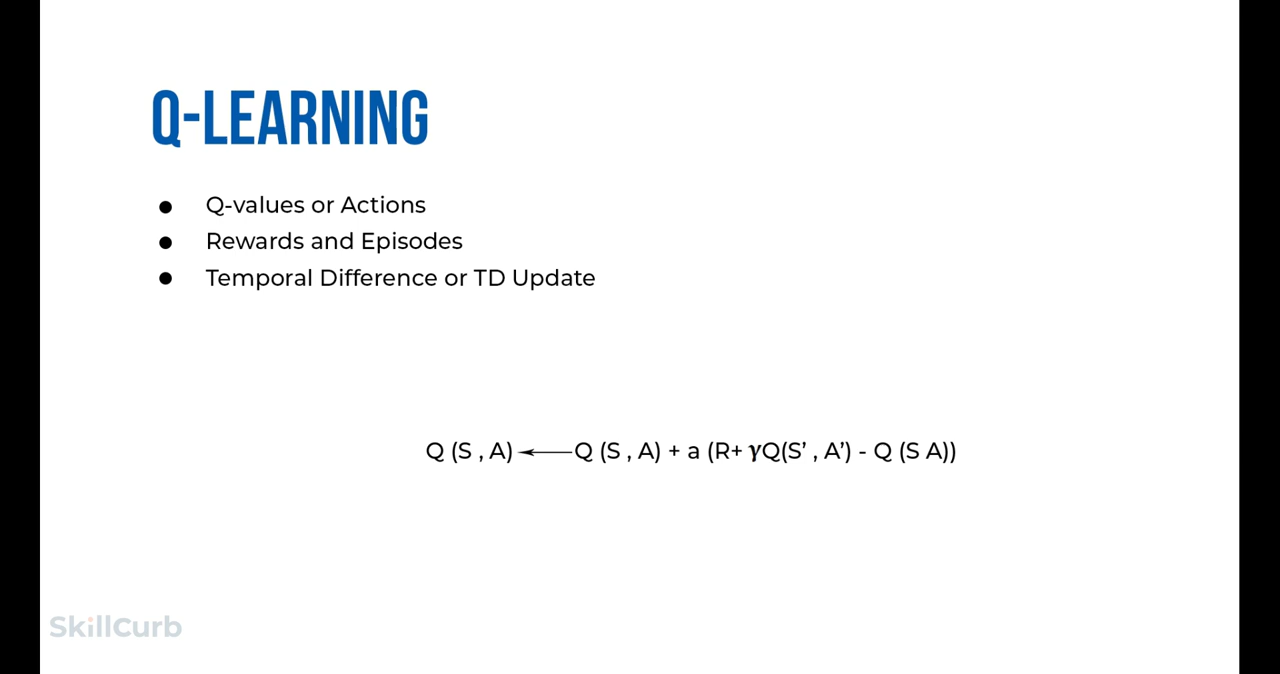 Q-LEARNING
● Q-values or Actions
● Rewards and Episodes
● Temporal Difference or TD Update
Q (S , A) ← Q (S , A) + a (R+ γQ(S’ , A’) - Q (S A))
SkillCurb